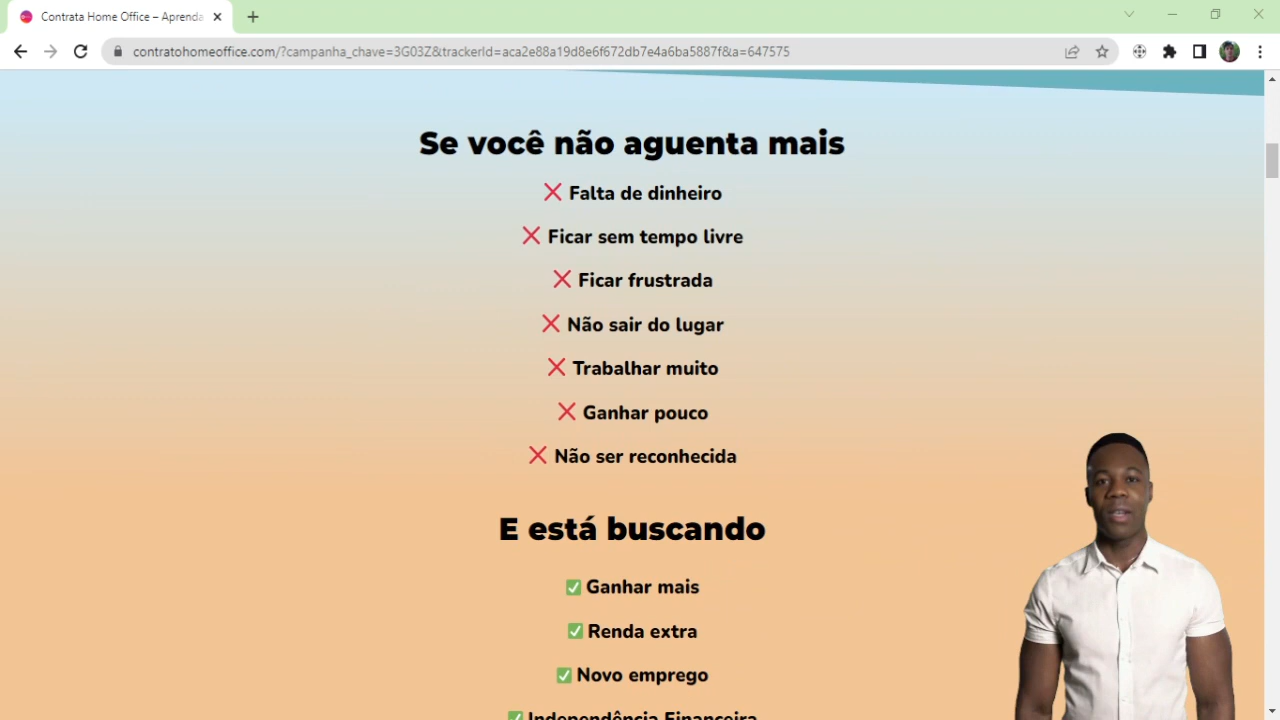 Contrata Home Office – Aprenda
contratohomeoffice.com/?campanha_chave=3G03Z&trackerId=aca2e88a19d8e6f672db7e4a6ba5887f&a=647575
Se você não aguenta mais
❌ Falta de dinheiro
❌ Ficar sem tempo livre
❌ Ficar frustrada
❌ Não sair do lugar
❌ Trabalhar muito
❌ Ganhar pouco
❌ Não ser reconhecida
E está buscando
✅ Ganhar mais
✅ Renda extra
✅ Novo emprego
✅ Independência Financeira